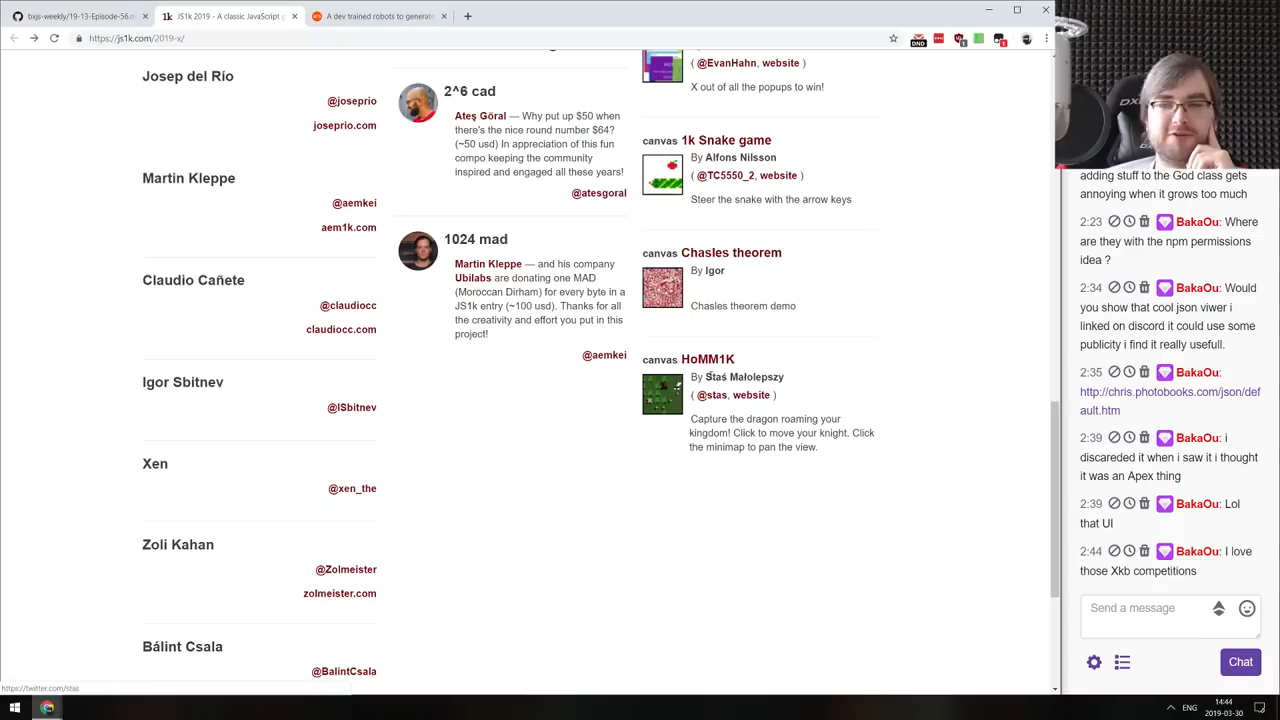 bxjs-weekly/19-13-Episode-56.m
1k JS1k 2019 - A classic JavaScript
A dev trained robots to generate
https://js1k.com/2019-x/
Josep del Río
@joseprio
joseprio.com
Martin Kleppe
@aemkei
aem1k.com
Claudio Cañete
@claudiocc
claudiocc.com
Igor Sbitnev
@ISbitnev
Xen
@xen_the
Zoli Kahan
@Zolmeister
zolmeister.com
Bálint Csala
@BalintCsala
https://twitter.com/stas
2^6 cad
Ateş Göral — Why put up $50 when
there's the nice round number $64?
(~50 usd) In appreciation of this fun
compo keeping the community
inspired and engaged all these years!
@atesgoral
1024 mad
Martin Kleppe — and his company
Ubilabs are donating one MAD
(Moroccan Dirham) for every byte in a
JS1k entry (~100 usd). Thanks for all
the creativity and effort you put in this
project!
@aemkei
( @EvanHahn, website )
X out of all the popups to win!
canvas 1k Snake game
By Alfons Nilsson
( @TC5550_2, website )
Steer the snake with the arrow keys
canvas Chasles theorem
By Igor
Chasles theorem demo
canvas HoMM1K
By Staś Małolepszy
( @stas, website )
Capture the dragon roaming your
kingdom! Click to move your knight. Click
the minimap to pan the view.
DXR
adding stuff to the God class gets
annoying when it grows too much
2:23 BakaOu: Where
are they with the npm permissions
idea ?
2:34 BakaOu: Would
you show that cool json viwer i
linked on discord it could use some
publicity i find it really usefull.
2:35 BakaOu:
http://chris.photobooks.com/json/def
ault.htm
2:39 BakaOu: i
discareded it when i saw it i thought
it was an Apex thing
2:39 BakaOu: Lol
that UI
2:44 BakaOu: I love
those Xkb competitions
Send a message
Chat
ENG
14:44
2019-03-30